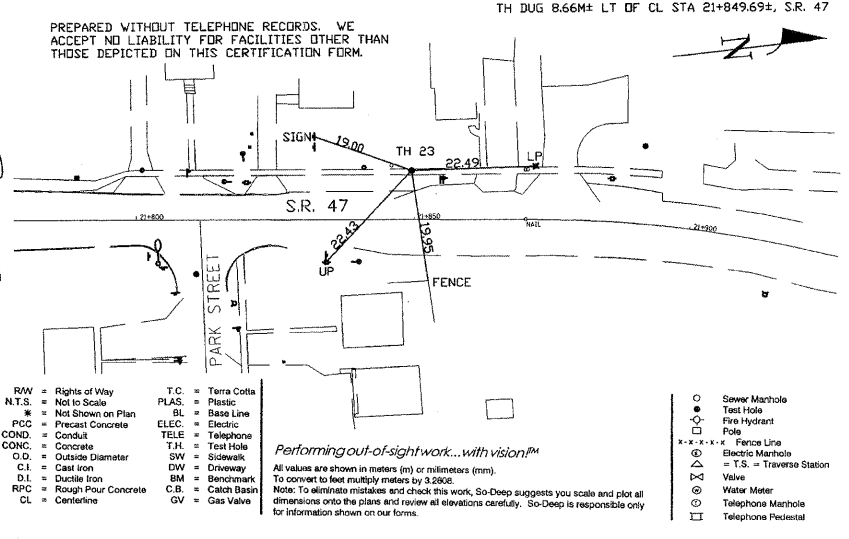 TH DUG 8.66M± LT OF CL STA 21+849.69±, S.R. 47
PREPARED WITHOUT TELEPHONE RECORDS. WE
ACCEPT NO LIABILITY FOR FACILITIES OTHER THAN
THOSE DEPICTED ON THIS CERTIFICATION FORM.
N
SIGN
19.00
TH 23
22.49
LP
S.R. 47
21+800
21+850
NAIL
21+900
22.43
19.95
UP
FENCE
PARK STREET
R/W = Rights of Way
N.T.S. = Not to Scale
* = Not Shown on Plan
PCC = Precast Concrete
COND. = Conduit
CONC. = Concrete
O.D. = Outside Diameter
C.I. = Cast Iron
D.I. = Ductile Iron
RPC = Rough Pour Concrete
CL = Centerline
T.C. = Terra Cotta
PLAS. = Plastic
BL = Base Line
ELEC. = Electric
TELE = Telephone
T.H. = Test Hole
SW = Sidewalk
DW = Driveway
BM = Benchmark
C.B. = Catch Basin
GV = Gas Valve
Performing out-of-sight work...with vision!™
All values are shown in meters (m) or milimeters (mm).
To convert to feet multiply meters by 3.2808.
Note: To eliminate mistakes and check this work, So-Deep suggests you scale and plot all
dimensions onto the plans and review all elevations carefully. So-Deep is responsible only
for information shown on our forms.
Sewer Manhole
Test Hole
Fire Hydrant
Pole
x-x-x-x-x Fence Line
Electric Manhole
= T.S. = Traverse Station
Valve
Water Meter
Telephone Manhole
Telephone Pedestal